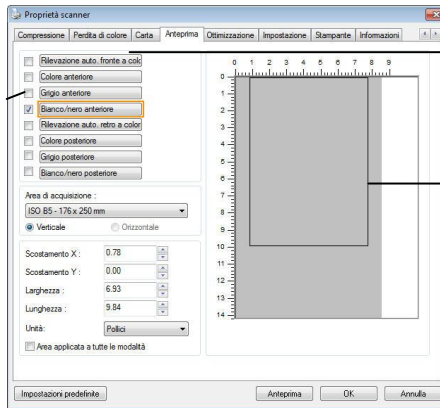 Proprietà scanner
Compressione Perdita di colore Carta Anteprima Ottimizzazione Impostazione Stampante Informazioni
Rilevazione auto. fronte a colo
Colore anteriore
Grigio anteriore
Bianco/nero anteriore
Rilevazione auto. retro a color
Colore posteriore
Grigio posteriore
Bianco/nero posteriore
Area di acquisizione :
ISO B5 - 176 x 250 mm
Verticale Orizzontale
Scostamento X : 0.78
Scostamento Y : 0.00
Larghezza : 6.93
Lunghezza : 9.84
Unità: Pollici
Area applicata a tutte le modalità
0 1 2 3 4 5 6 7 8 9
0
1
2
3
4
5
6
7
8
9
10
11
12
13
14
Impostazioni predefinite Anteprima OK Annulla